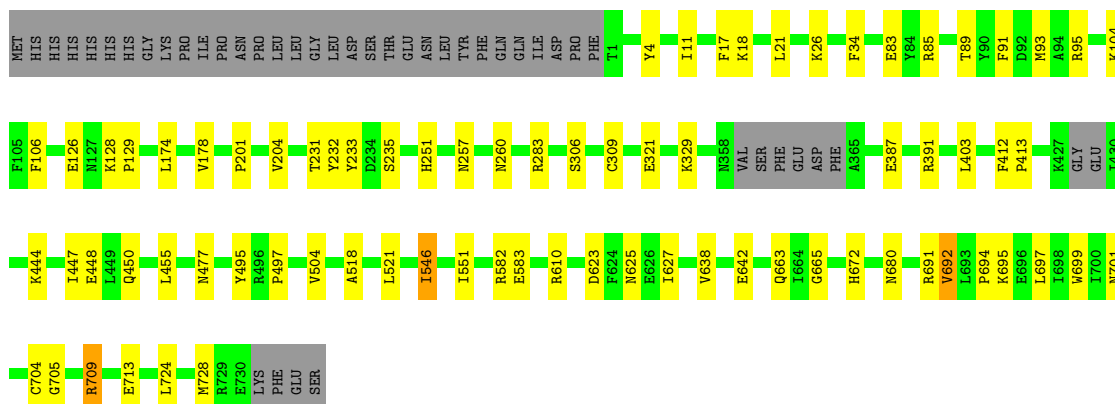 MET HIS HIS HIS HIS HIS HIS GLY LYS PRO ILE PRO ASN PRO LEU LEU GLY LEU ASP SER THR GLU ASN LEU TYR PHE GLN GLN ILE ASP PRO PHE T1 Y4 I11 F17 K18 L21 K26 F34 E83 Y84 R85 T89 Y90 F91 D92 M93 A94 R95 K104
F105 F106 E126 N127 K128 P129 L174 V178 P201 V204 T231 Y232 Y233 D234 S235 H251 N257 N260 R283 S306 C309 E321 K329 N358 VAL SER PHE GLU ASP PHE A365 E387 R391 L403 F412 P413 K427 GLY GLU I430
K444 I447 E448 L449 Q450 L455 N477 Y495 R496 P497 V504 A518 L521 I546 I551 R582 E583 R610 D623 F624 N625 E626 I627 V638 E642 Q663 I664 G665 H672 N680 R691 V692 L693 P694 K695 E696 L697 I698 W699 I700 N701
C704 G705 R709 E713 L724 M728 R729 E730 LYS PHE GLU SER